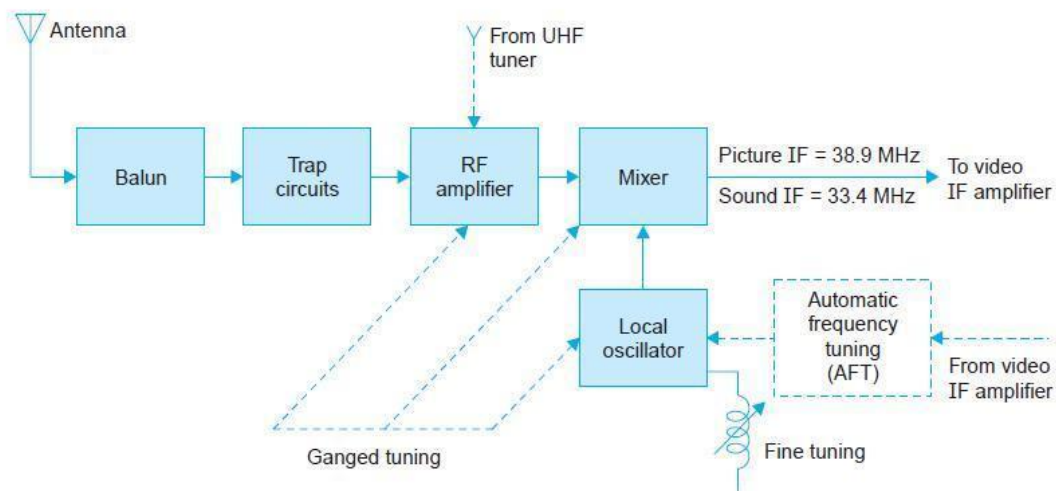 Antenna
From UHF
tuner
Balun
Trap
circuits
RF
amplifier
Mixer
Picture IF = 38.9 MHz
Sound IF = 33.4 MHz
To video
IF amplifier
Local
oscillator
Automatic
frequency
tuning
(AFT)
From video
IF amplifier
Ganged tuning
Fine tuning